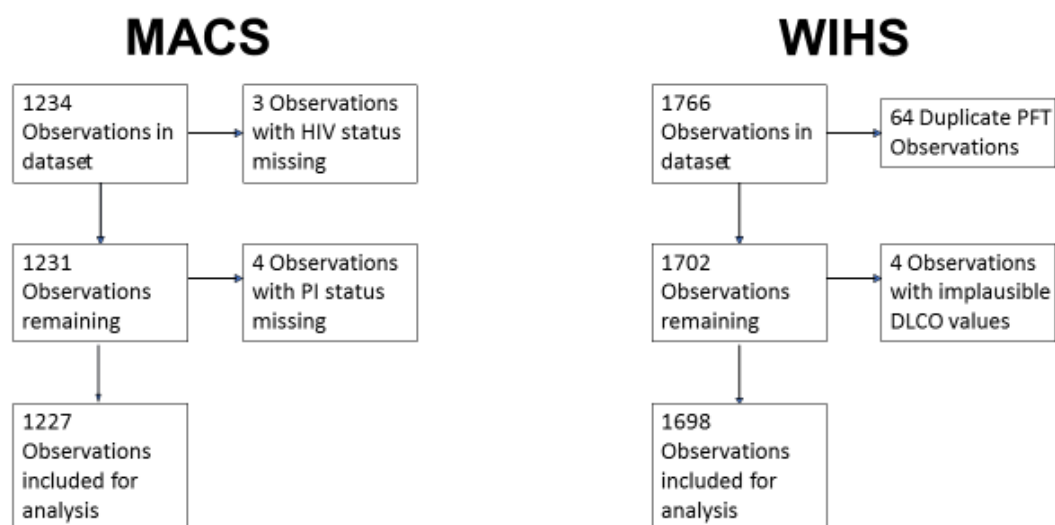 MACS
1234
Observations in
dataset
3 Observations
with HIV status
missing
1231
Observations
remaining
4 Observations
with PI status
missing
1227
Observations
included for
analysis
WIHS
1766
Observations in
dataset
64 Duplicate PFT
Observations
1702
Observations
remaining
4 Observations
with implausible
DLCO values
1698
Observations
included for
analysis